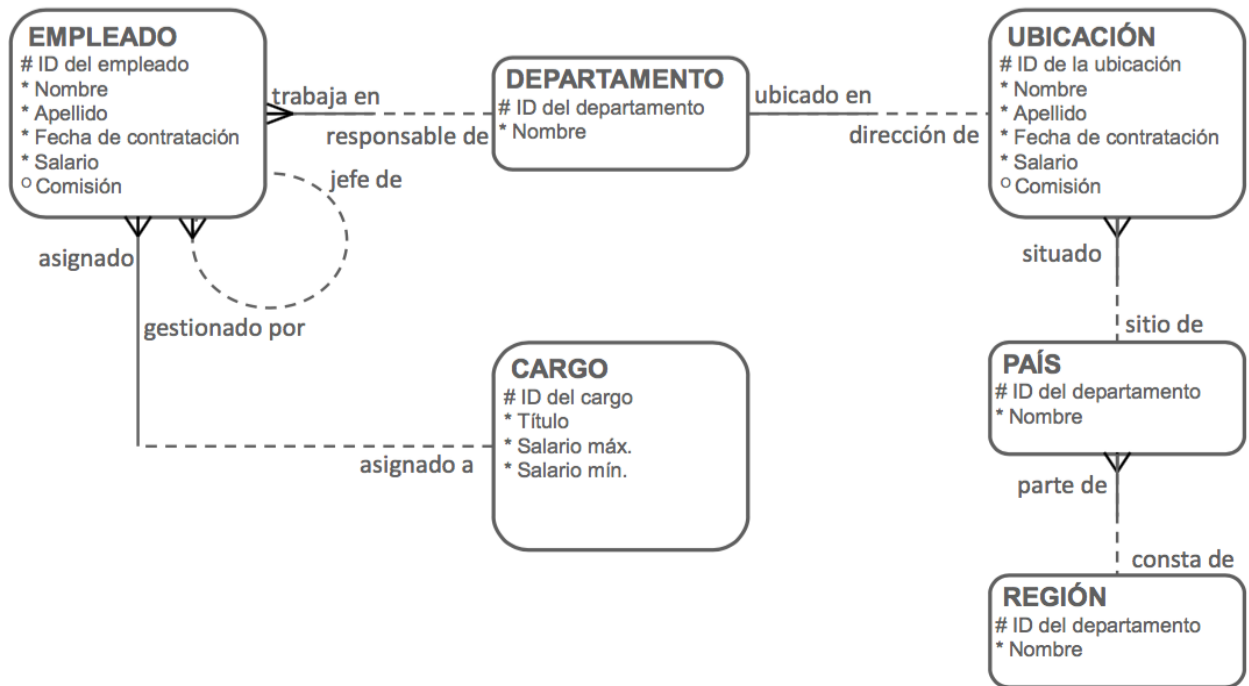 EMPLEADO
# ID del empleado
* Nombre
* Apellido
* Fecha de contratación
* Salario
o Comisión
trabaja en
responsable de
DEPARTAMENTO
# ID del departamento
* Nombre
ubicado en
dirección de
UBICACIÓN
# ID de la ubicación
* Nombre
* Apellido
* Fecha de contratación
* Salario
o Comisión
jefe de
asignado
gestionado por
situado
sitio de
CARGO
# ID del cargo
* Título
* Salario máx.
* Salario mín.
asignado a
PAÍS
# ID del departamento
* Nombre
parte de
consta de
REGIÓN
# ID del departamento
* Nombre